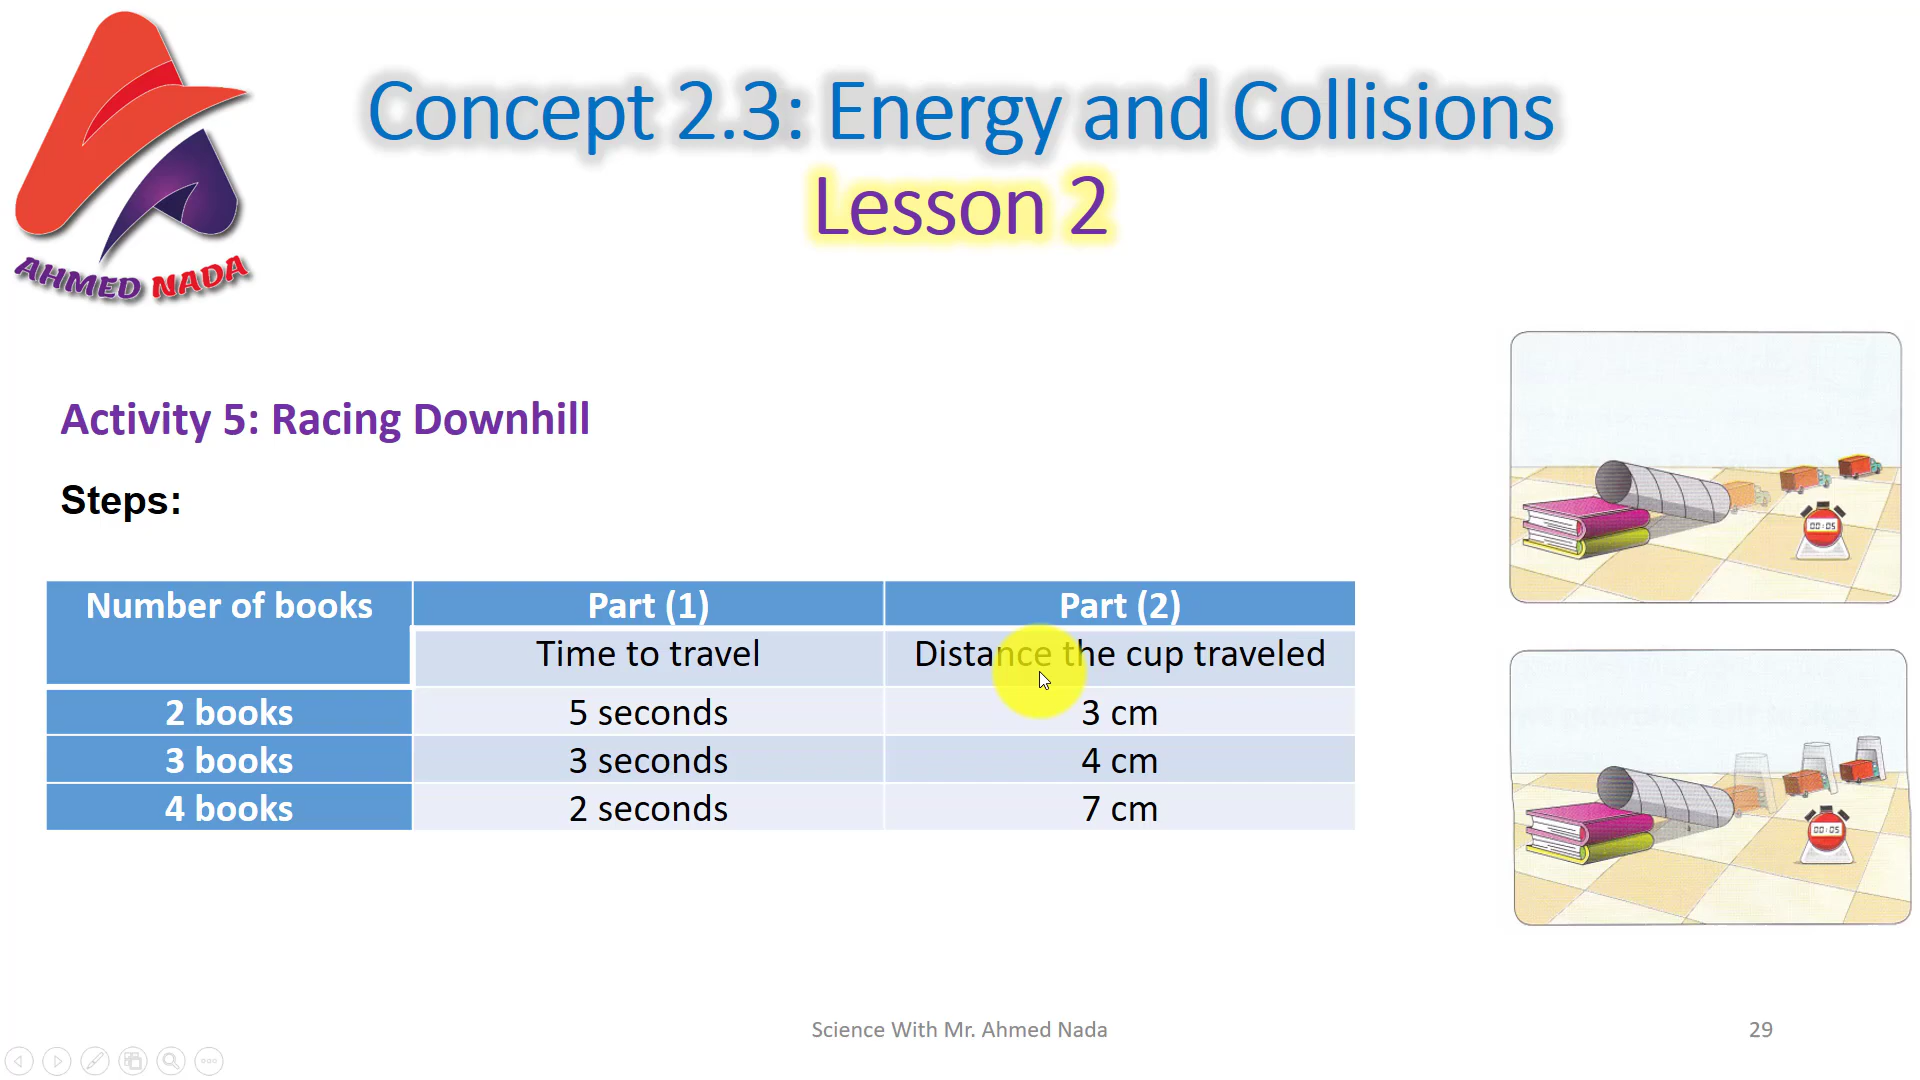 AHMED NADA
Concept 2.3: Energy and Collisions
Lesson 2
Activity 5: Racing Downhill
Steps:
Number of books Part (1) Part (2)
Time to travel Distance the cup traveled
2 books 5 seconds 3 cm
3 books 3 seconds 4 cm
4 books 2 seconds 7 cm
00:05
00:05
Science With Mr. Ahmed Nada 29